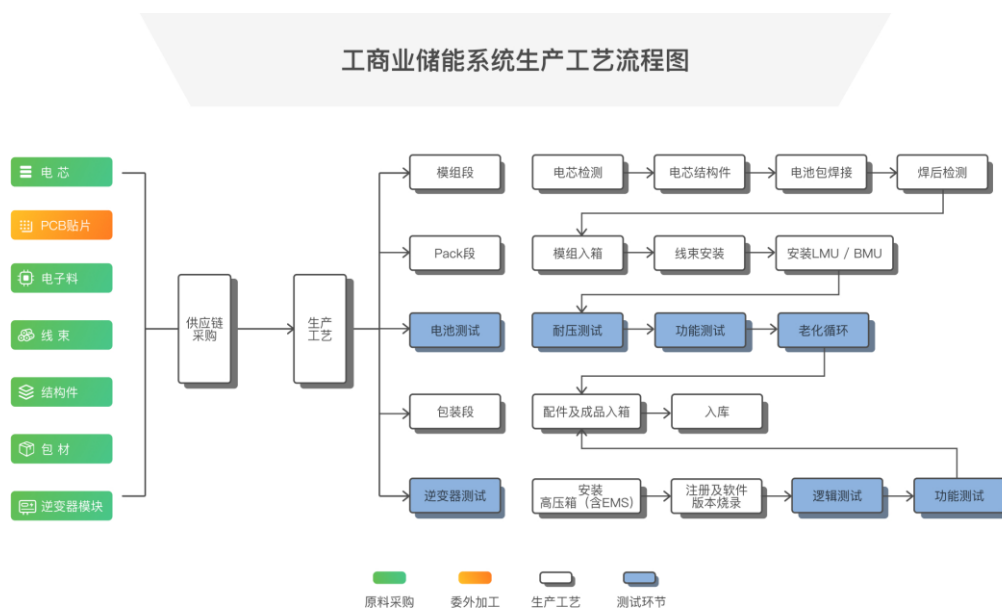 工商业储能系统生产工艺流程图
电芯
PCB贴片
电子料
线束
结构件
包材
逆变器模块
供应链
采购
生产
工艺
模组段
电芯检测
电芯结构件
电池包焊接
焊后检测
Pack段
模组入箱
线束安装
安装LMU / BMU
电池测试
耐压测试
功能测试
老化循环
包装段
配件及成品入箱
入库
逆变器测试
安装
高压箱（含EMS）
注册及软件
版本烧录
逻辑测试
功能测试
原料采购
委外加工
生产工艺
测试环节